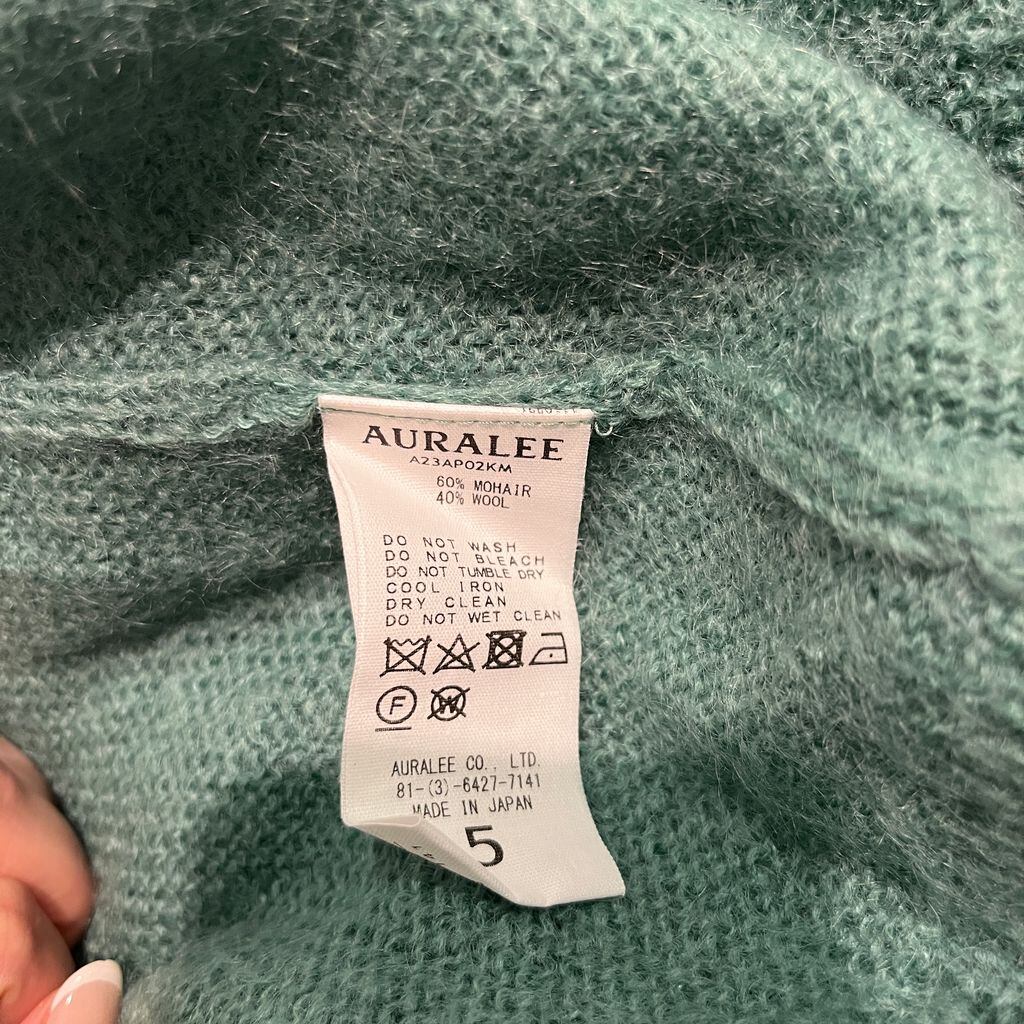 AURALEE
A23AP02KM
60% MOHAIR
40% WOOL
DO NOT WASH
DO NOT BLEACH
DO NOT TUMBLE DRY
COOL IRON
DRY CLEAN
DO NOT WET CLEAN
F W
AURALEE CO., LTD.
81-(3)-6427-7141
MADE IN JAPAN
5